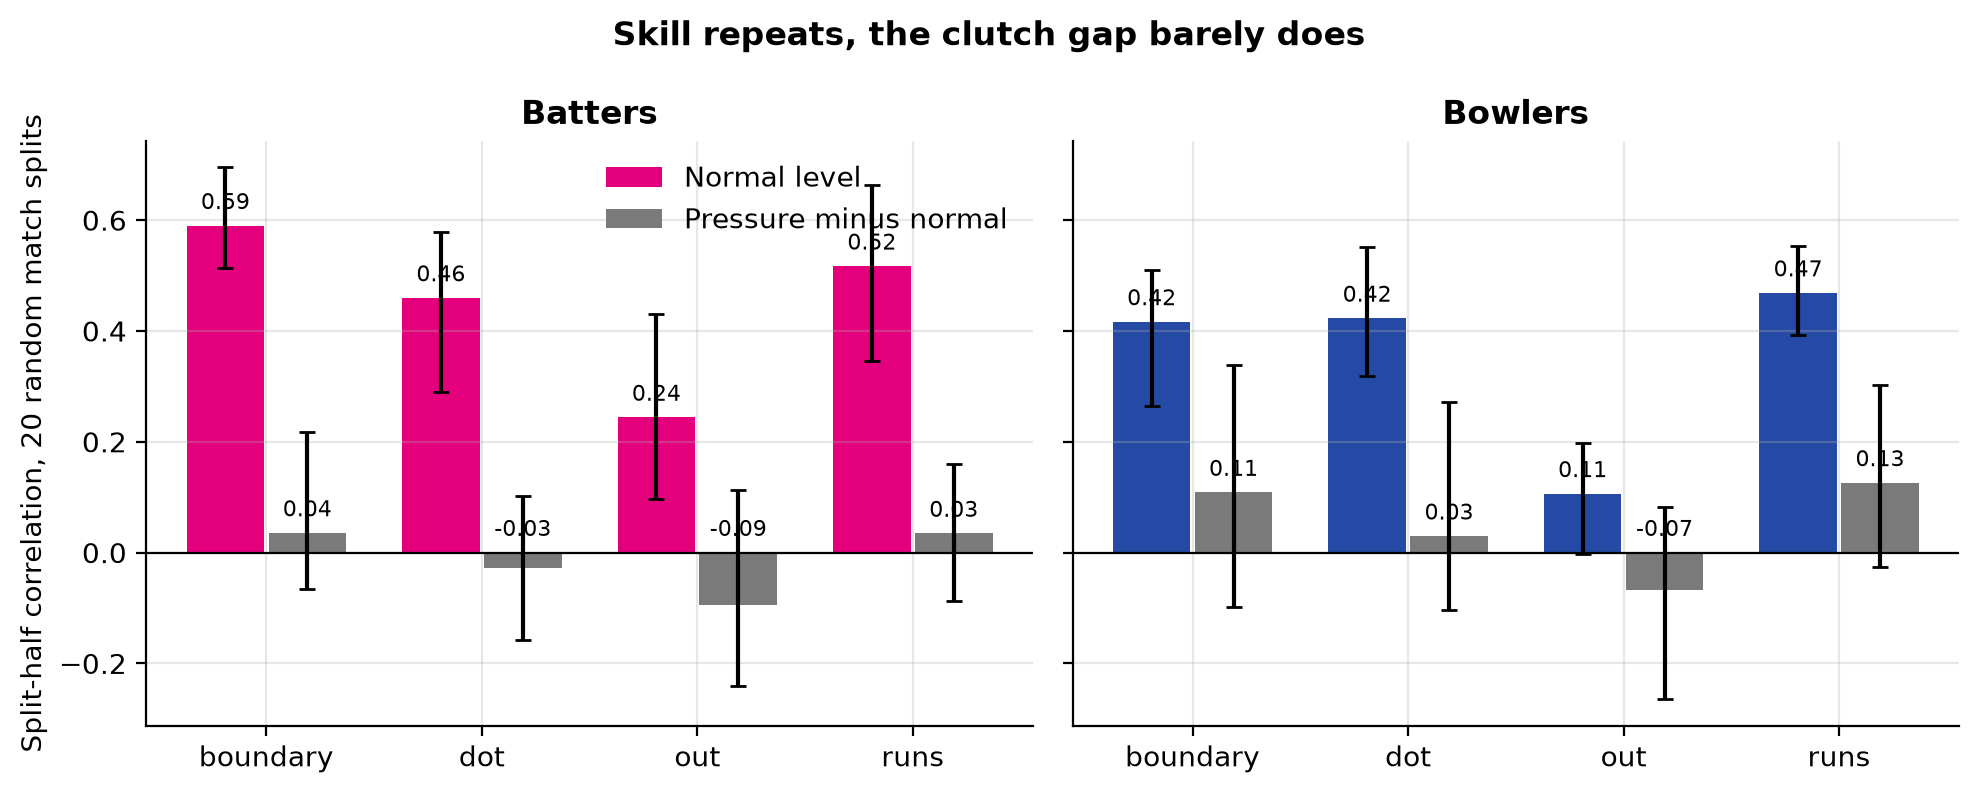 Skill repeats, the clutch gap barely does
Batters
Bowlers
Split-half correlation, 20 random match splits
Normal level
Pressure minus normal
0.6
0.4
0.2
0.0
−0.2
0.59
0.04
0.46
-0.03
0.24
-0.09
0.52
0.03
0.42
0.11
0.42
0.03
0.11
-0.07
0.47
0.13
boundary
dot
out
runs
boundary
dot
out
runs